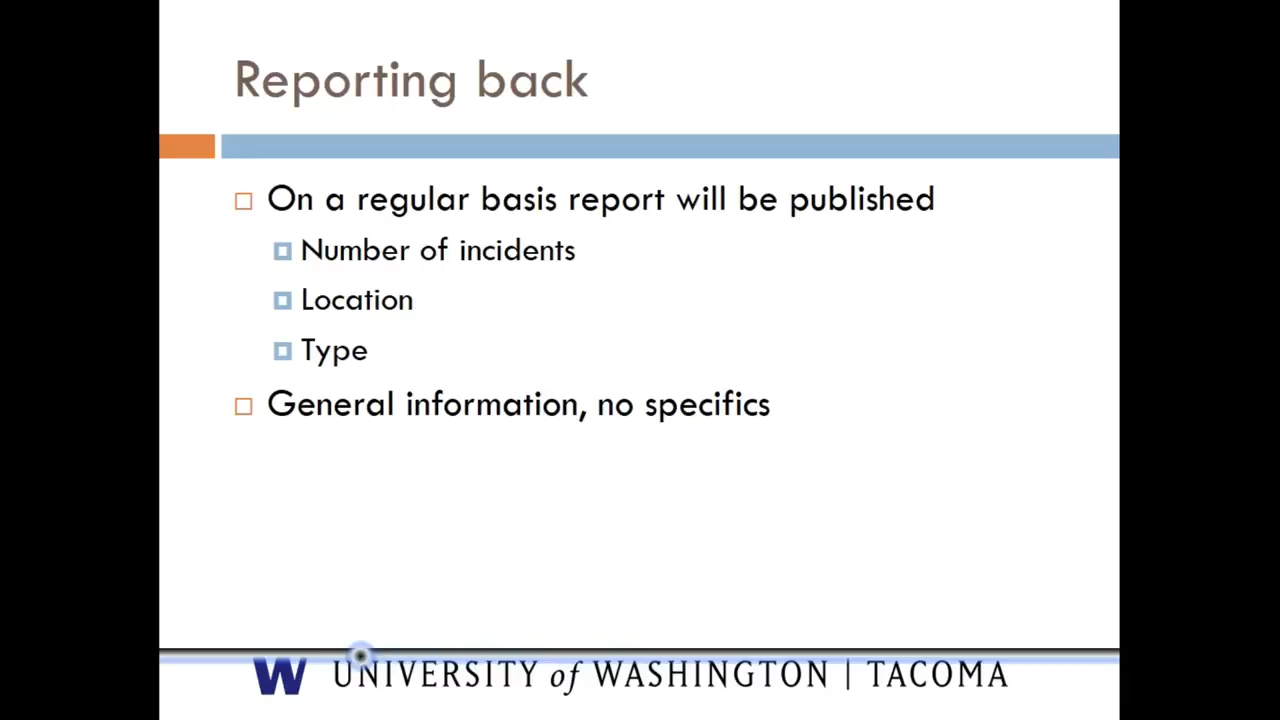 Reporting back
On a regular basis report will be published
Number of incidents
Location
Type
General information, no specifics
W UNIVERSITY of WASHINGTON | TACOMA